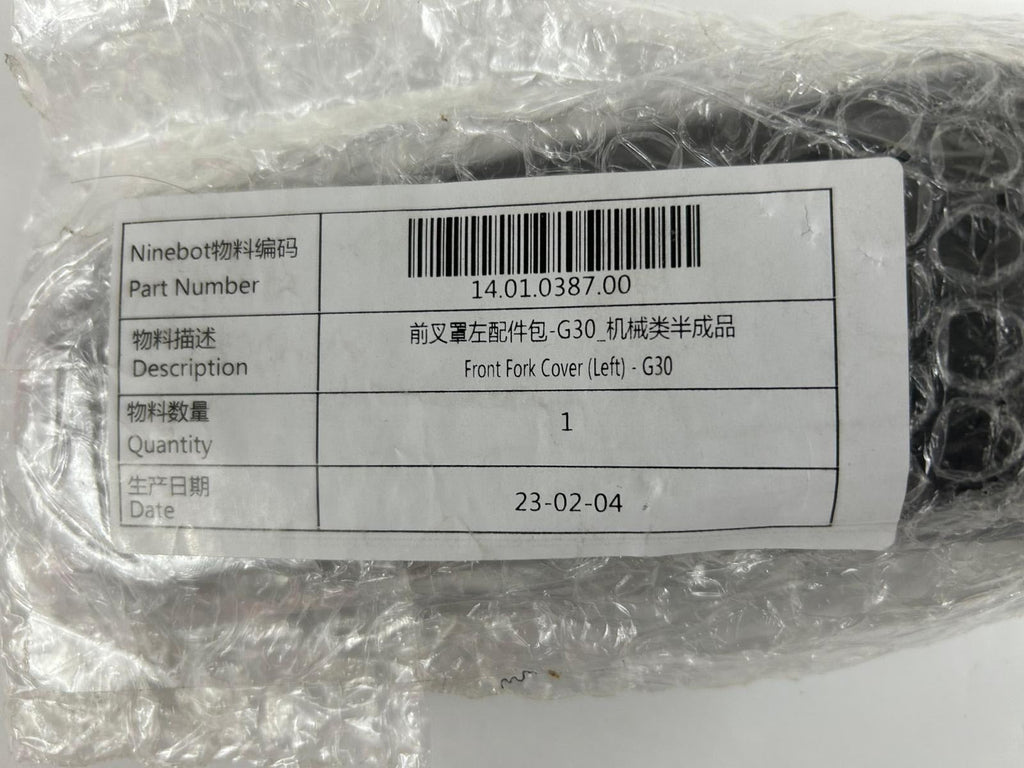 Ninebot物料编码
Part Number
14.01.0387.00
物料描述
Description
前叉罩左配件包-G30_机械类半成品
Front Fork Cover (Left) - G30
物料数量
Quantity
1
生产日期
Date
23-02-04